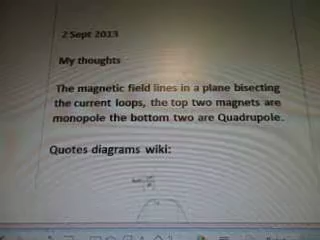 2 Sept 2013
My thoughts
The magnetic field lines in a plane bisecting
the current loops, the top two magnets are
monopole the bottom two are Quadrupole.
Quotes diagrams wiki: